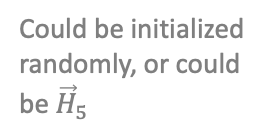 Could be initialized
randomly, or could
be $\vec{H}_5$